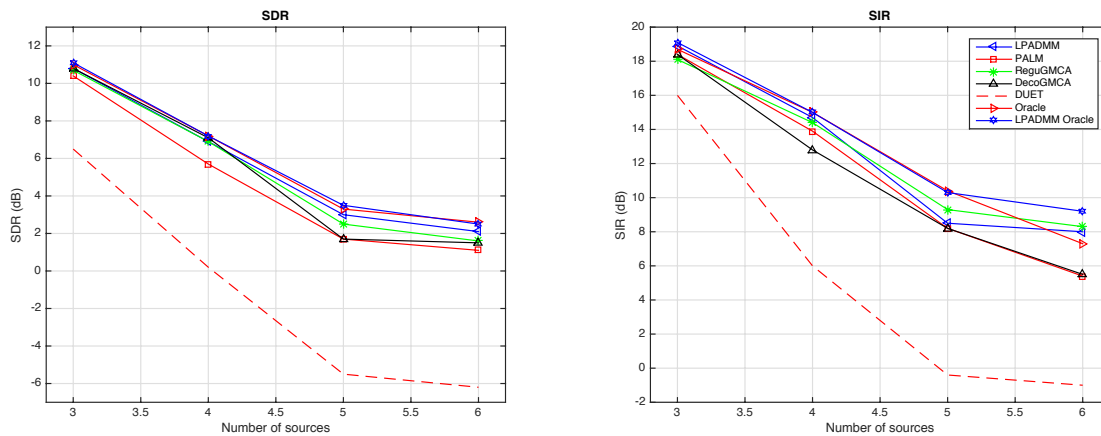 SDR
12
10
8
6
4
2
0
-2
-4
-6
SDR (dB)
3
3.5
4
4.5
5
5.5
6
Number of sources
SIR
20
18
16
14
12
10
8
6
4
2
0
-2
SIR (dB)
3
3.5
4
4.5
5
5.5
6
Number of sources
LPADMM
PALM
ReguGMCA
DecoGMCA
DUET
Oracle
LPADMM Oracle